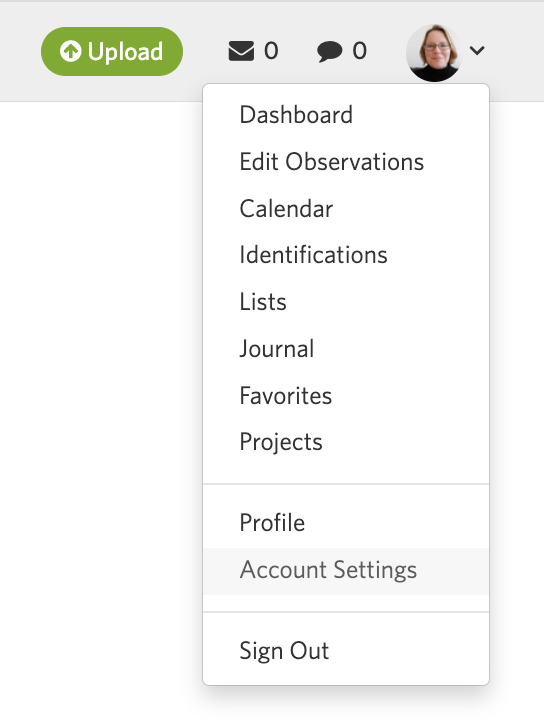 Upload 0 0
Dashboard
Edit Observations
Calendar
Identifications
Lists
Journal
Favorites
Projects
Profile
Account Settings
Sign Out